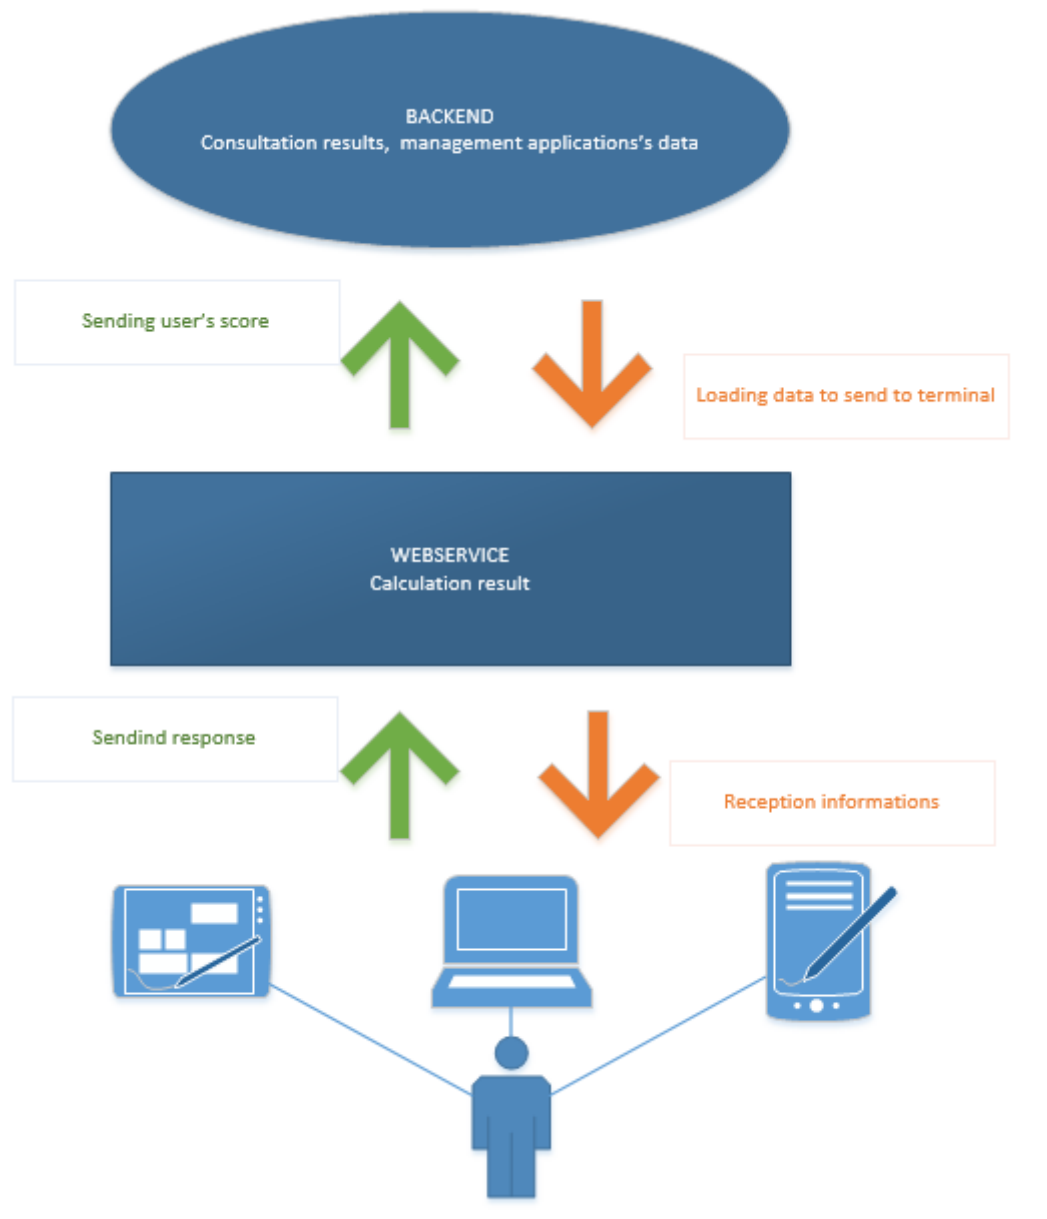 BACKEND
Consultation results,  management applications's data
Sending user's score
Loading data to send to terminal
WEBSERVICE
Calculation result
Sendind response
Reception informations